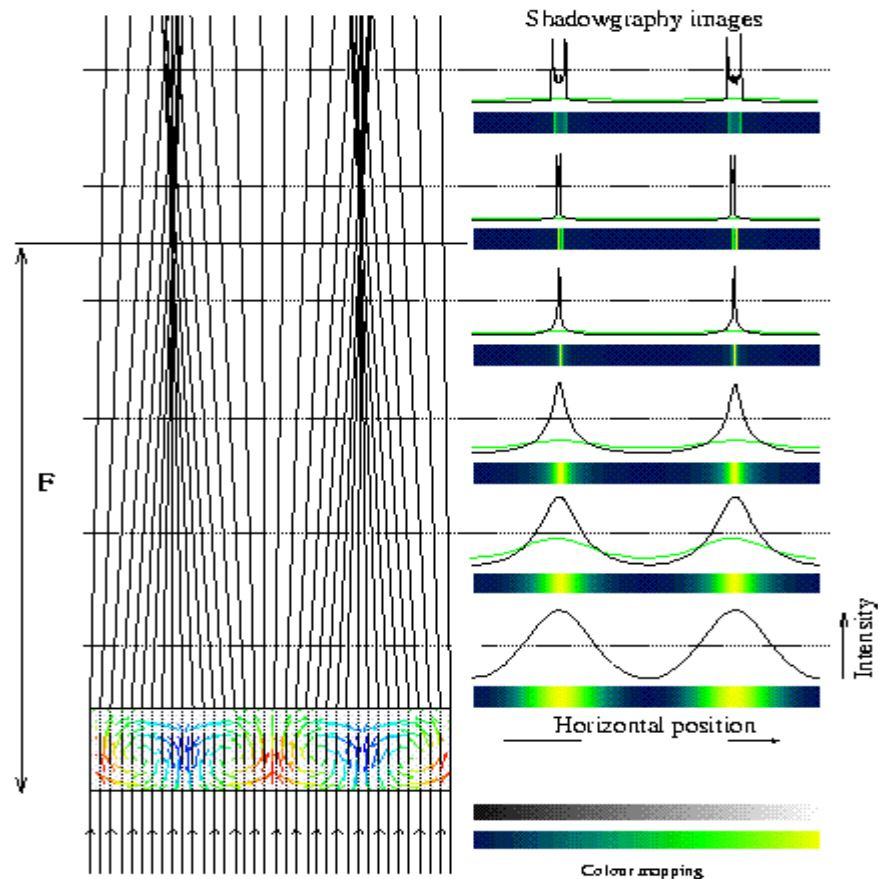 Shadowgraphy images
F
Intensity
Horizontal position
Colour mapping